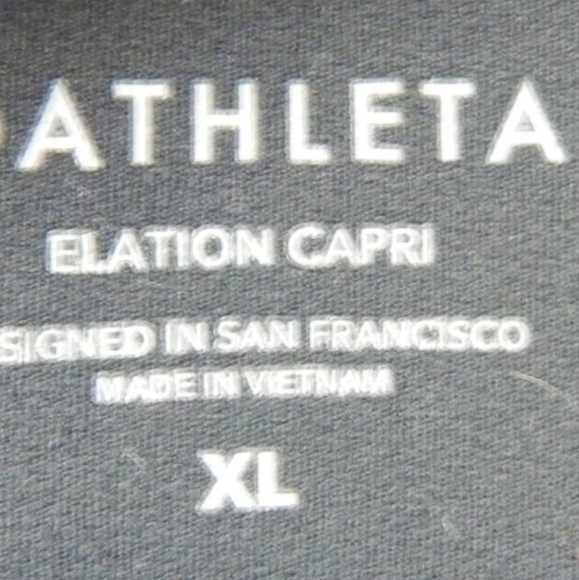 ATHLETA
ELATION CAPRI
SIGNED IN SAN FRANCISCO
MADE IN VIETNAM
XL